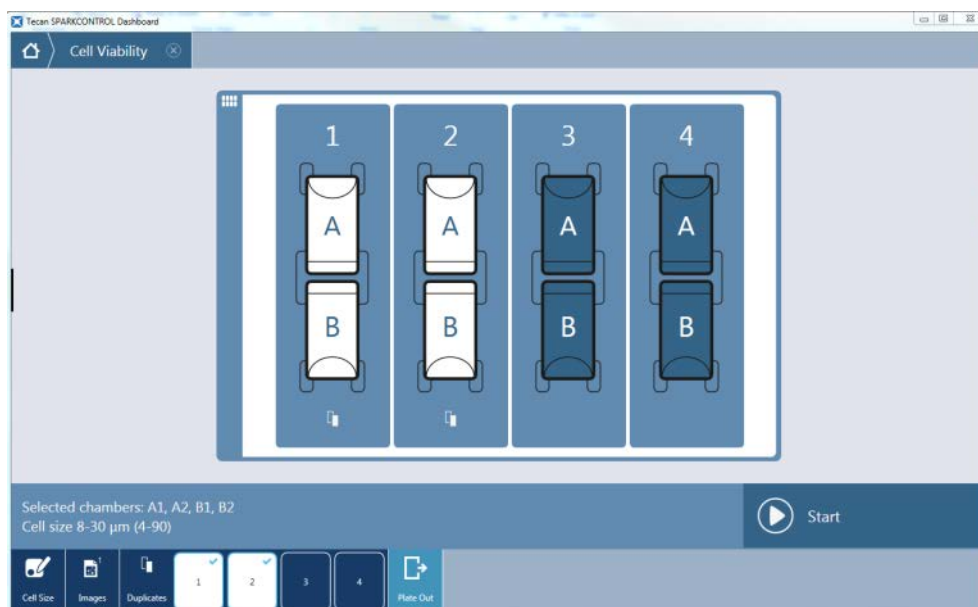 Tecan SPARKCONTROL Dashboard
Cell Viability
1 2 3 4
A A A A
B B B B
Selected chambers: A1, A2, B1, B2
Cell size 8-30 µm (4-90)
Start
1
1 2 3 4
Cell Size Images Duplicates Plate Out